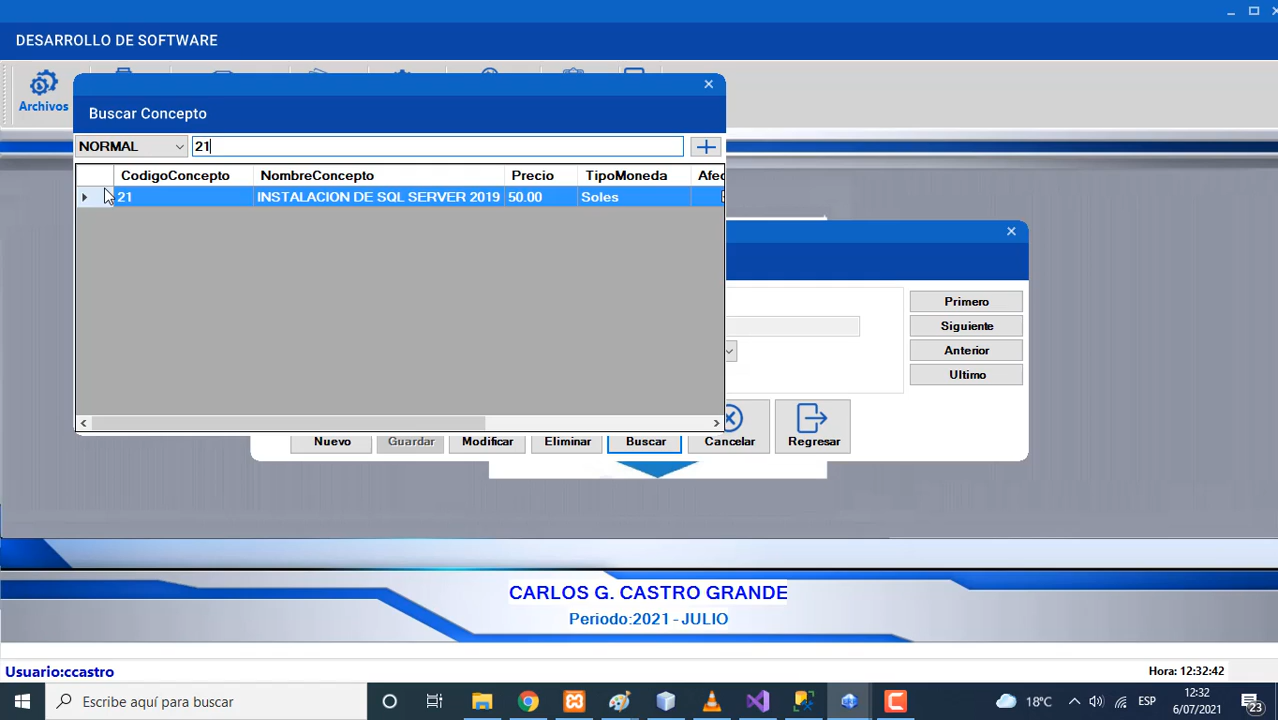 DESARROLLO DE SOFTWARE
Archivos
Buscar Concepto
NORMAL
21
CodigoConcepto NombreConcepto Precio TipoMoneda
21 INSTALACION DE SQL SERVER 2019 50.00 Soles
Primero
Siguiente
Anterior
Ultimo
Nuevo Guardar Modificar Eliminar Buscar Cancelar Regresar
CARLOS G. CASTRO GRANDE
Periodo:2021 - JULIO
Usuario:ccastro
Hora: 12:32:42
Escribe aquí para buscar
18°C
ESP
12:32
6/07/2021
23